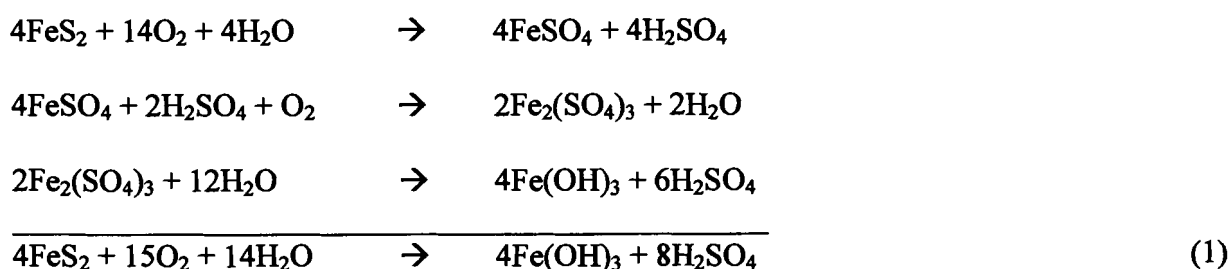 4FeS₂ + 14O₂ + 4H₂O → 4FeSO₄ + 4H₂SO₄
4FeSO₄ + 2H₂SO₄ + O₂ → 2Fe₂(SO₄)₃ + 2H₂O
2Fe₂(SO₄)₃ + 12H₂O → 4Fe(OH)₃ + 6H₂SO₄
4FeS₂ + 15O₂ + 14H₂O → 4Fe(OH)₃ + 8H₂SO₄ (1)